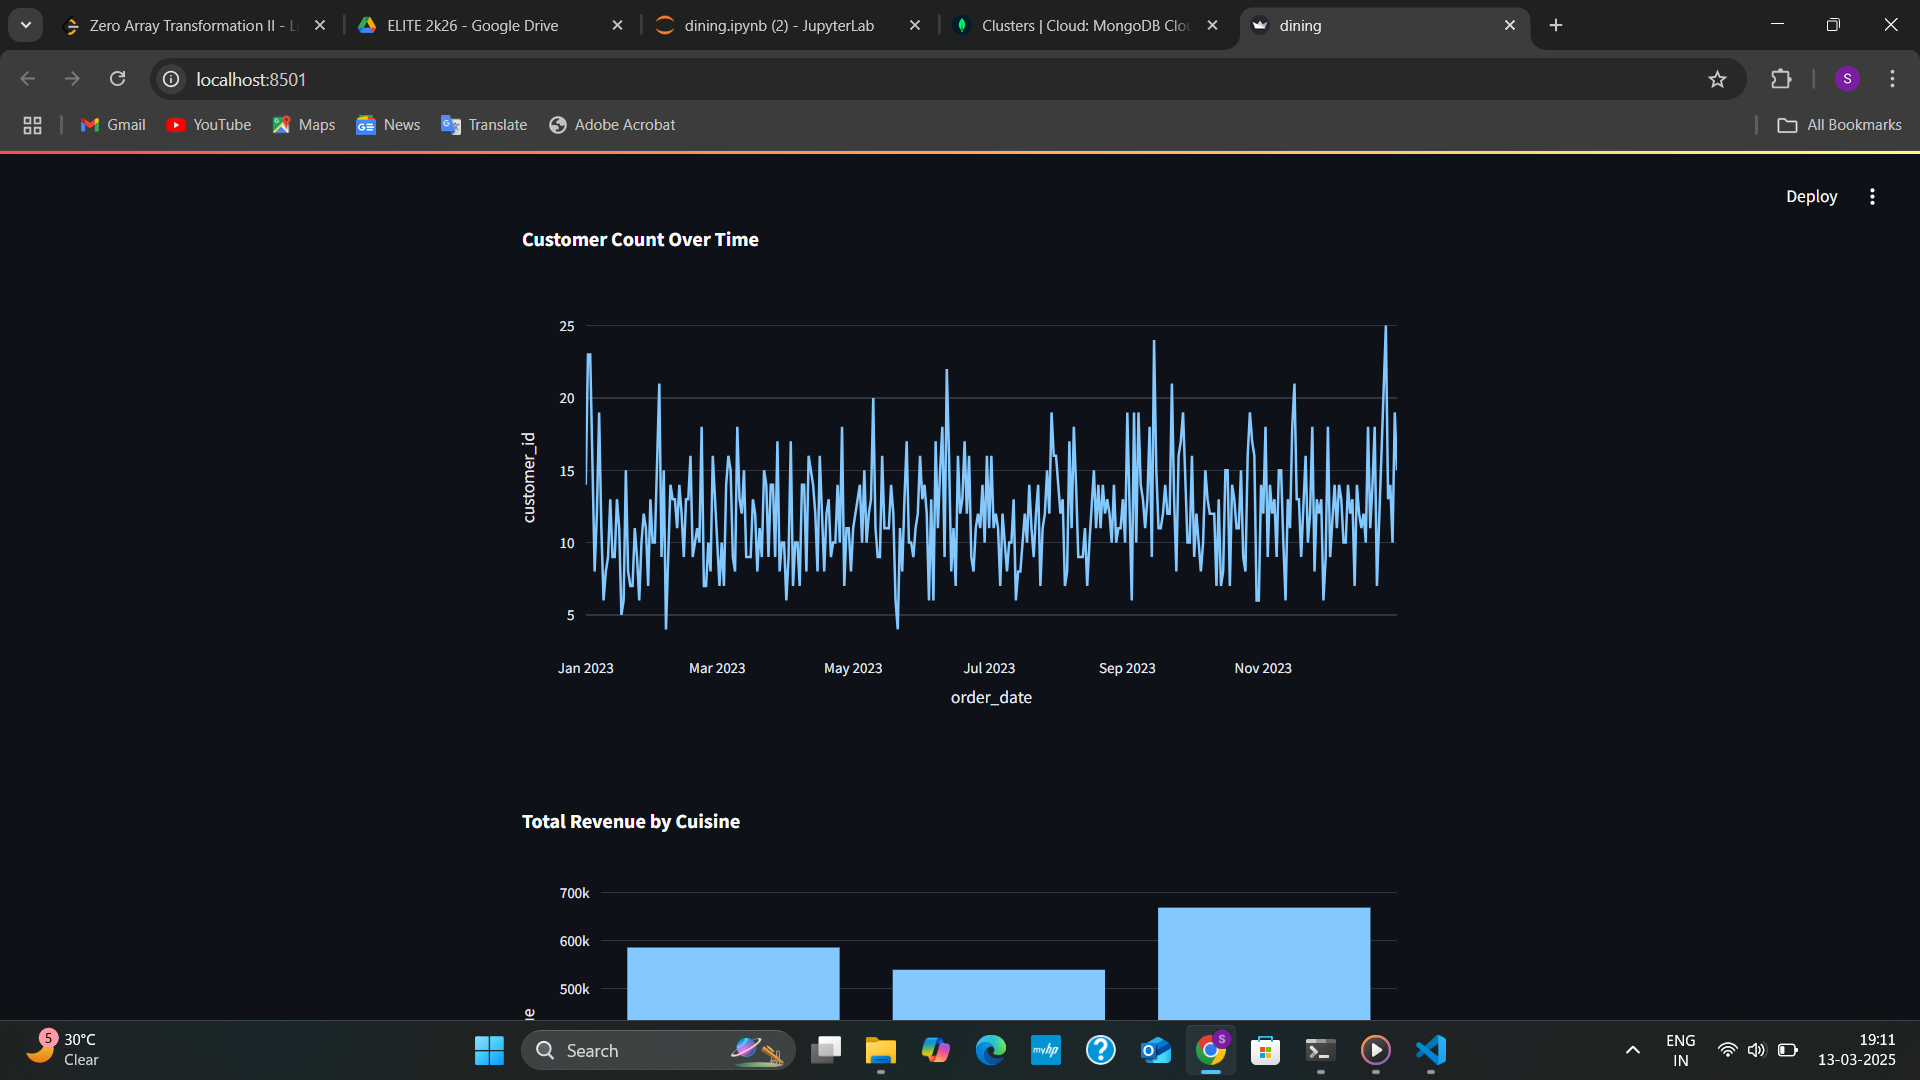 Zero Array Transformation II - L
ELITE 2k26 - Google Drive
dining.ipynb (2) - JupyterLab
Clusters | Cloud: MongoDB Clo
dining
localhost:8501
S
Gmail
YouTube
Maps
News
Translate
Adobe Acrobat
All Bookmarks
Deploy
Customer Count Over Time
25
20
15
10
5
customer_id
Jan 2023
Mar 2023
May 2023
Jul 2023
Sep 2023
Nov 2023
order_date
Total Revenue by Cuisine
700k
600k
500k
ue
5
30°C
Clear
Search
myhp
S
ENG
IN
19:11
13-03-2025